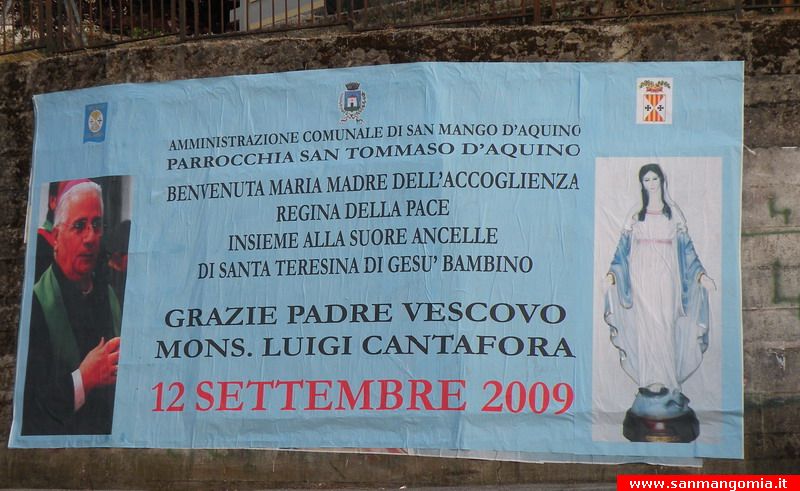 AMMINISTRAZIONE COMUNALE DI SAN MANGO D'AQUINO
PARROCCHIA SAN TOMMASO D'AQUINO
BENVENUTA MARIA MADRE DELL'ACCOGLIENZA
REGINA DELLA PACE
INSIEME ALLA SUORE ANCELLE
DI SANTA TERESINA DI GESU' BAMBINO
GRAZIE PADRE VESCOVO
MONS. LUIGI CANTAFORA
12 SETTEMBRE 2009
www.sanmangomia.it